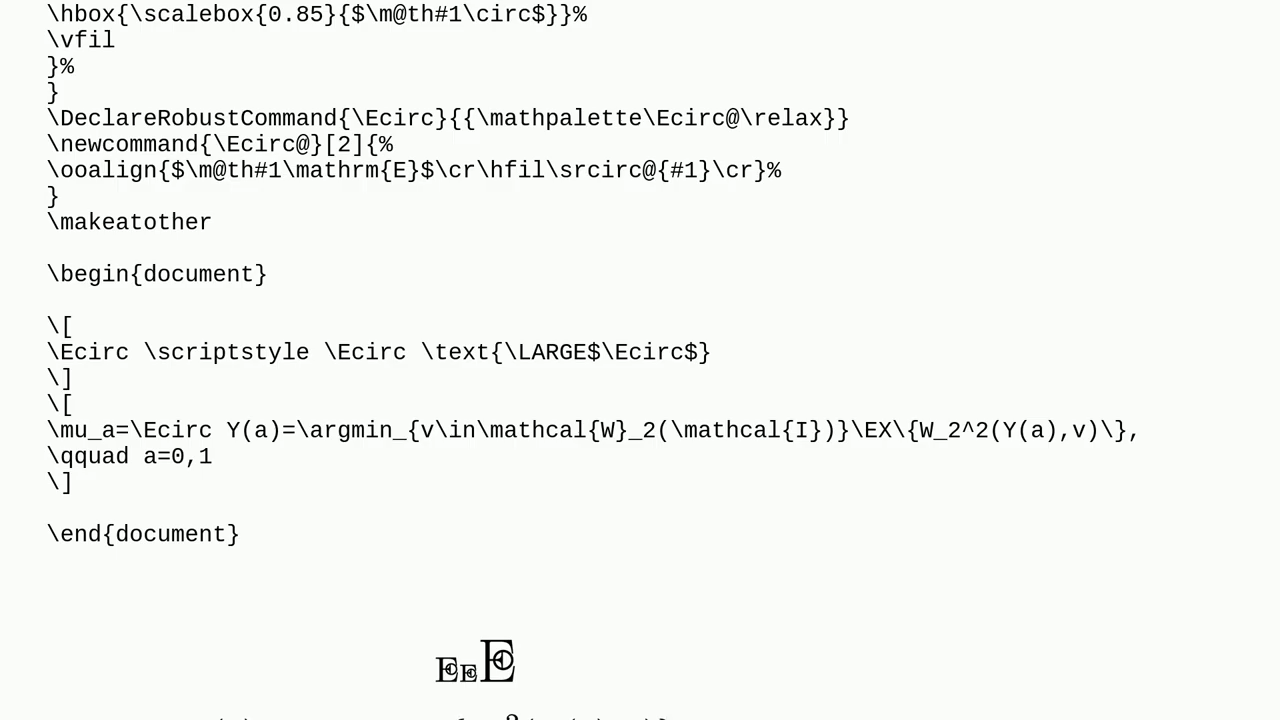 \hbox{\scalebox{0.85}{$\m@th#1\circ$}}%
\vfil
}%
}
\DeclareRobustCommand{\Ecirc}{{\mathpalette\Ecirc@\relax}}
\newcommand{\Ecirc@}[2]{%
\ooalign{$\m@th#1\mathrm{E}$\cr\hfil\srcirc@{#1}\cr}%
}
\makeatother

\begin{document}

\[
\Ecirc \scriptstyle \Ecirc \text{\LARGE$\Ecirc$}
\]
\[
\mu_a=\Ecirc Y(a)=\argmin_{v\in\mathcal{W}_2(\mathcal{I})}\EX\{W_2^2(Y(a),v)\},
\qquad a=0,1
\]

\end{document}

E E E